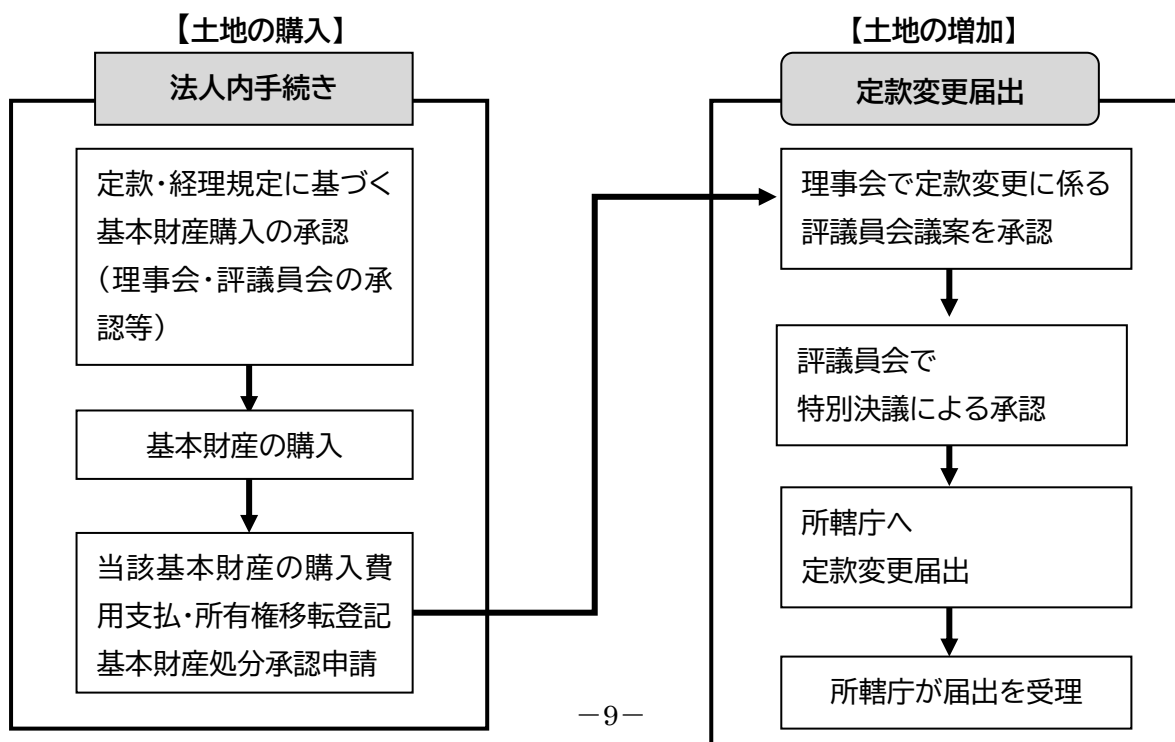 【土地の購入】
法人内手続き
定款・経理規定に基づく
基本財産購入の承認
（理事会・評議員会の承
認等）
基本財産の購入
当該基本財産の購入費
用支払・所有権移転登記
基本財産処分承認申請
【土地の増加】
定款変更届出
理事会で定款変更に係る
評議員会議案を承認
評議員会で
特別決議による承認
所轄庁へ
定款変更届出
所轄庁が届出を受理
－9－